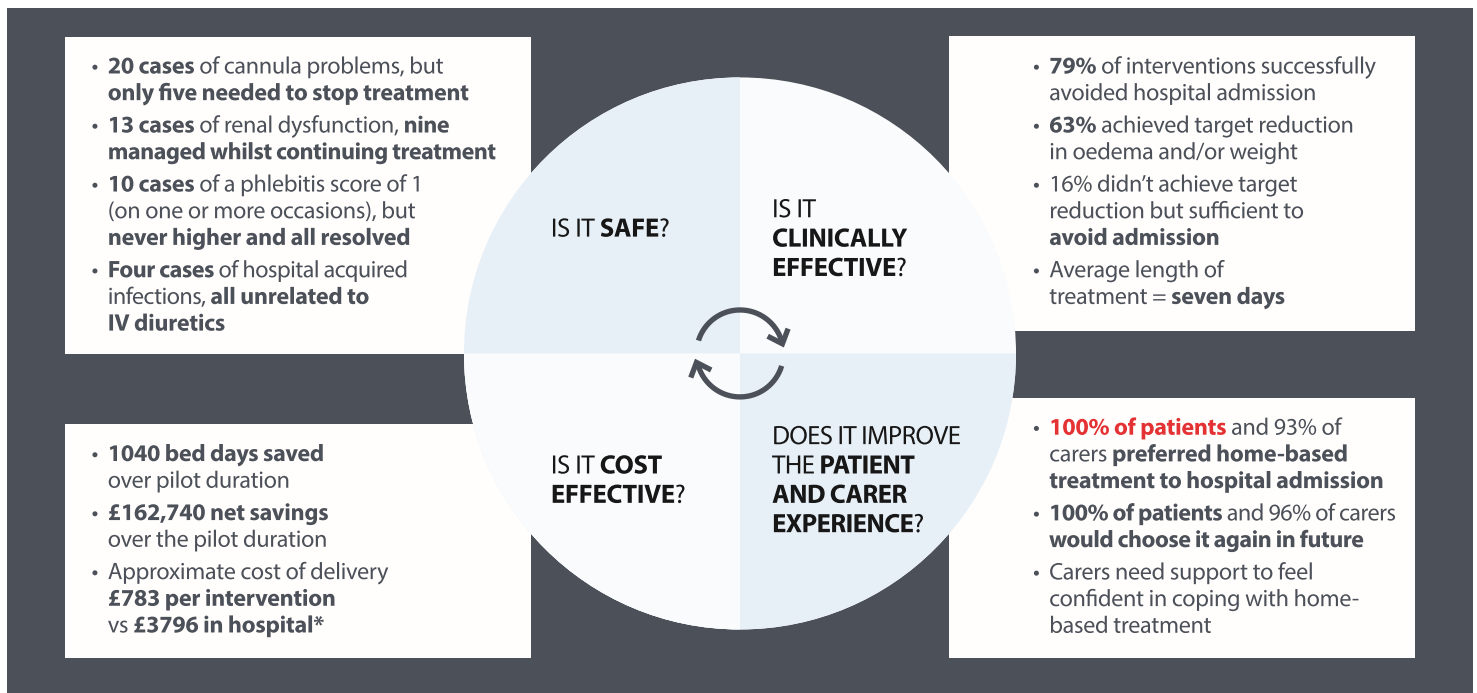 • 20 cases of cannula problems, but
only five needed to stop treatment
• 13 cases of renal dysfunction, nine
managed whilst continuing treatment
• 10 cases of a phlebitis score of 1
(on one or more occasions), but
never higher and all resolved
• Four cases of hospital acquired
infections, all unrelated to
IV diuretics
IS IT SAFE?
IS IT
CLINICALLY
EFFECTIVE?
• 79% of interventions successfully
avoided hospital admission
• 63% achieved target reduction
in oedema and/or weight
• 16% didn’t achieve target
reduction but sufficient to
avoid admission
• Average length of
treatment = seven days
• 1040 bed days saved
over pilot duration
• £162,740 net savings
over the pilot duration
• Approximate cost of delivery
£783 per intervention
vs £3796 in hospital*
IS IT COST
EFFECTIVE?
DOES IT IMPROVE
THE PATIENT
AND CARER
EXPERIENCE?
• 100% of patients and 93% of
carers preferred home-based
treatment to hospital admission
• 100% of patients and 96% of carers
would choose it again in future
• Carers need support to feel
confident in coping with home-
based treatment